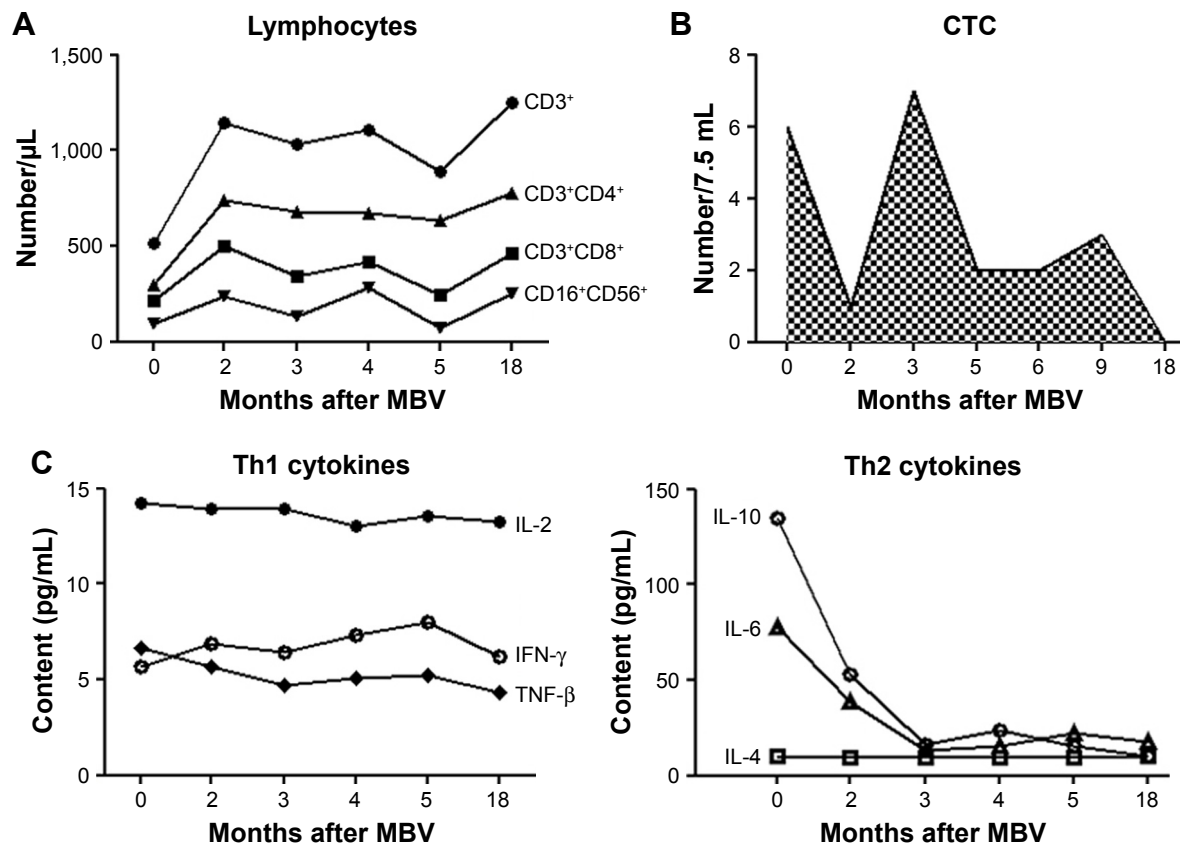 A
Lymphocytes
Number/µL
1,500
1,000
500
0
CD3⁺
CD3⁺CD4⁺
CD3⁺CD8⁺
CD16⁺CD56⁺
0 2 3 4 5 18
Months after MBV
B
CTC
Number/7.5 mL
8
6
4
2
0
0 2 3 5 6 9 18
Months after MBV
C
Th1 cytokines
Content (pg/mL)
15
10
5
0
IL-2
IFN-γ
TNF-β
0 2 3 4 5 18
Months after MBV
Th2 cytokines
Content (pg/mL)
150
100
50
0
IL-10
IL-6
IL-4
0 2 3 4 5 18
Months after MBV